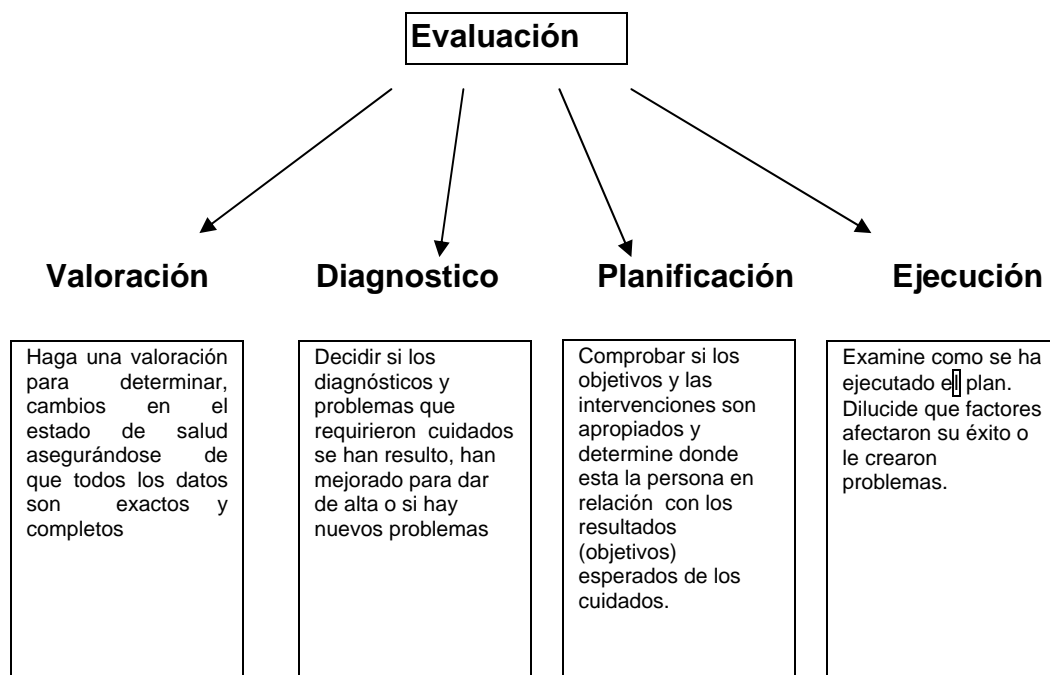 Evaluación
Valoración
Diagnostico
Planificación
Ejecución
Haga una valoración
para determinar,
cambios en el
estado de salud
asegurándose de
que todos los datos
son exactos y
completos
Decidir si los
diagnósticos y
problemas que
requirieron cuidados
se han resulto, han
mejorado para dar
de alta o si hay
nuevos problemas
Comprobar si los
objetivos y las
intervenciones son
apropiados y
determine donde
esta la persona en
relación con los
resultados
(objetivos)
esperados de los
cuidados.
Examine como se ha
ejecutado el plan.
Dilucide que factores
afectaron su éxito o
le crearon
problemas.